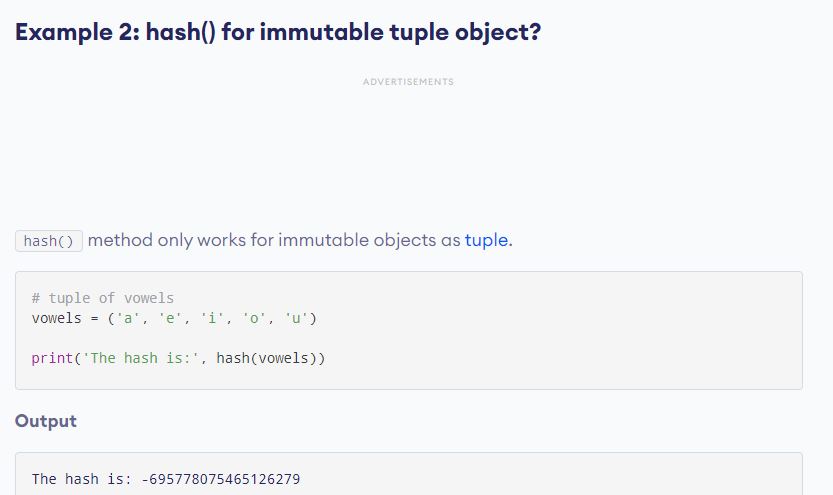 Example 2: hash() for immutable tuple object?
ADVERTISEMENTS
hash() method only works for immutable objects as tuple.
# tuple of vowels
vowels = ('a', 'e', 'i', 'o', 'u')
print('The hash is:', hash(vowels))
Output
The hash is: -695778075465126279